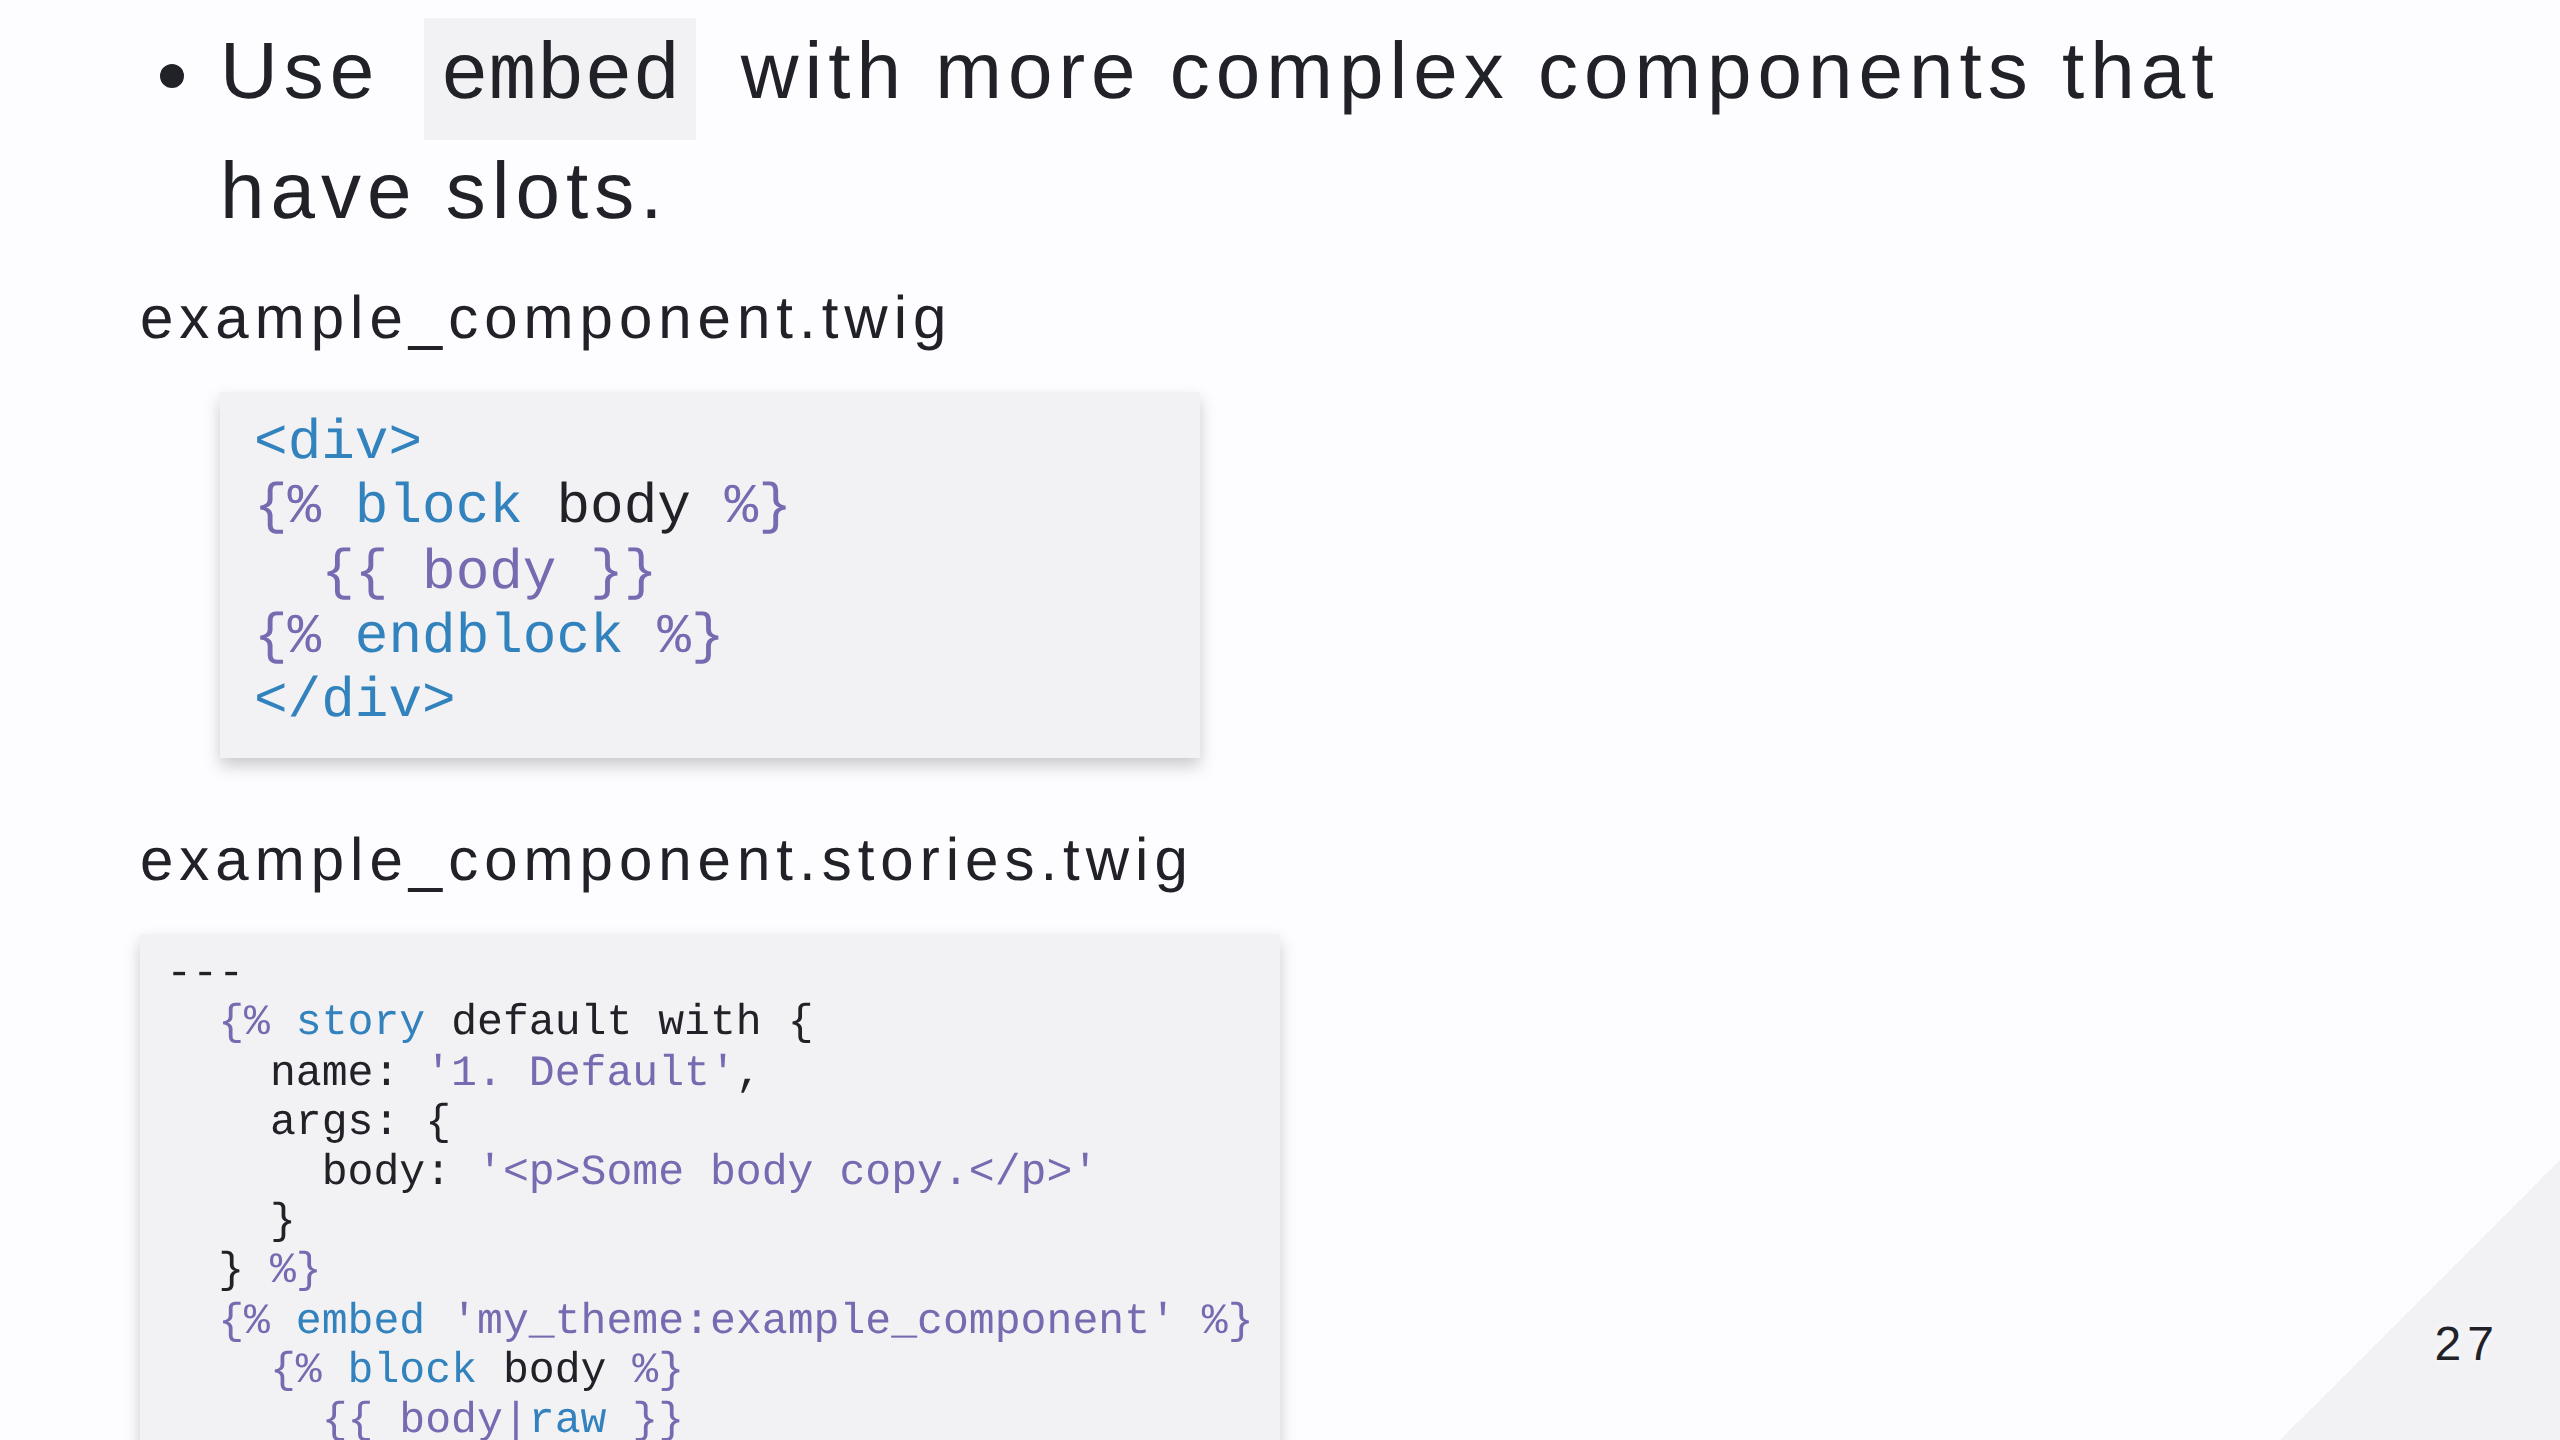 • Use embed with more complex components that
have slots.
example_component.twig
<div>
{% block body %}
  {{ body }}
{% endblock %}
</div>
example_component.stories.twig
---
  {% story default with {
    name: '1. Default',
    args: {
      body: '<p>Some body copy.</p>'
    }
  } %}
  {% embed 'my_theme:example_component' %}
    {% block body %}
      {{ body|raw }}
27